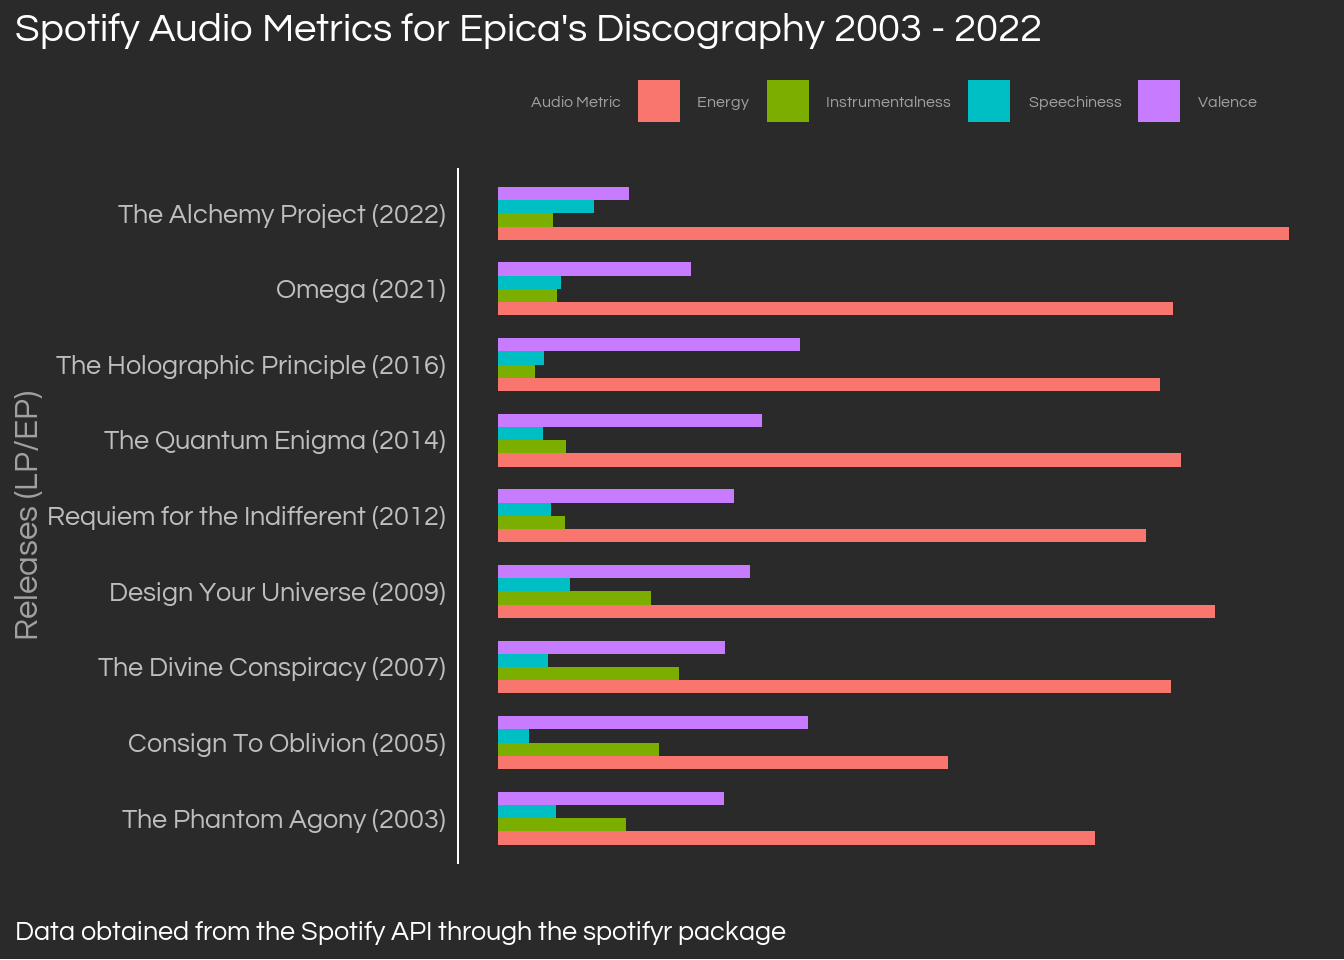 Spotify Audio Metrics for Epica's Discography 2003 - 2022
Audio Metric Energy Instrumentalness Speechiness Valence
Releases (LP/EP)
The Alchemy Project (2022)
Omega (2021)
The Holographic Principle (2016)
The Quantum Enigma (2014)
Requiem for the Indifferent (2012)
Design Your Universe (2009)
The Divine Conspiracy (2007)
Consign To Oblivion (2005)
The Phantom Agony (2003)
Data obtained from the Spotify API through the spotifyr package